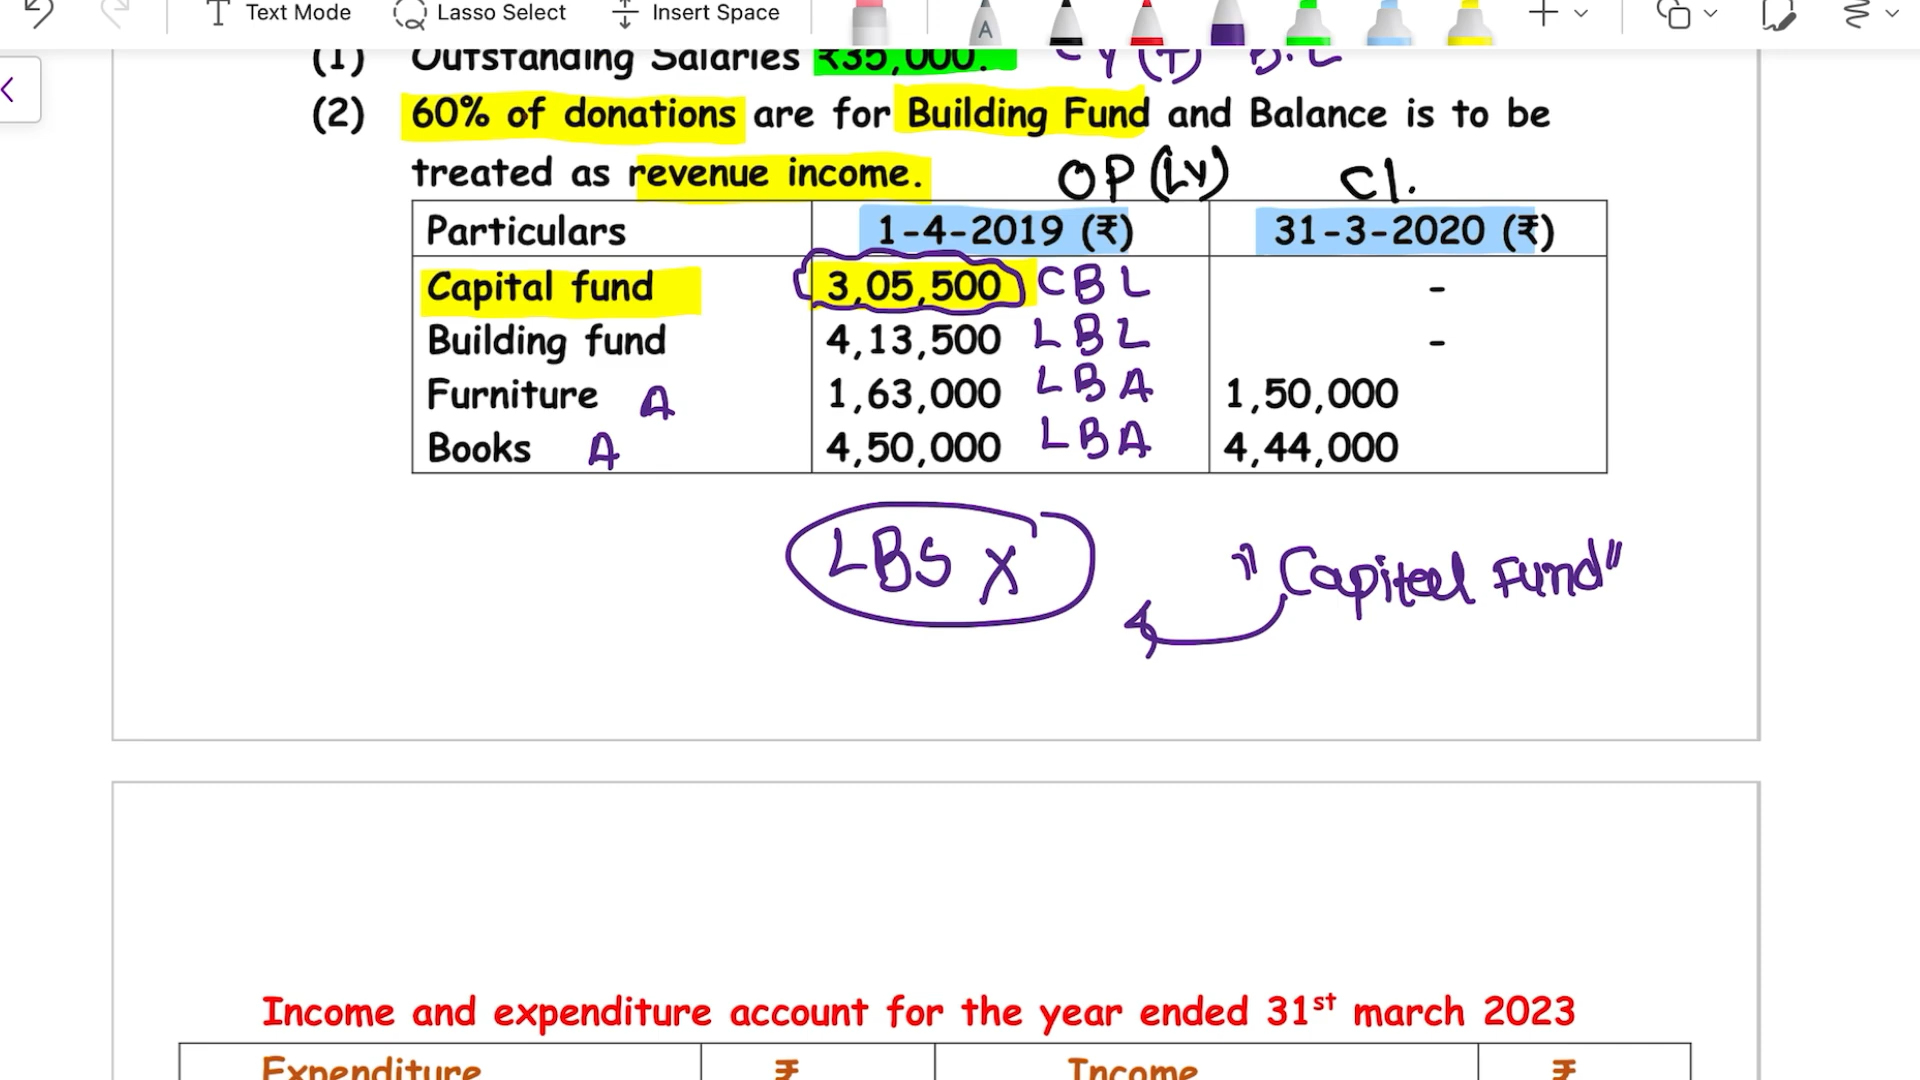 Text Mode Lasso Select Insert Space
(1) Outstanding Salaries ₹35,000. CY (+) B.L
(2) 60% of donations are for Building Fund and Balance is to be
treated as revenue income. OP (LY) Cl.
Particulars 1-4-2019 (₹) 31-3-2020 (₹)
Capital fund 3,05,500 CBL -
Building fund 4,13,500 LBL -
Furniture A 1,63,000 LBA 1,50,000
Books A 4,50,000 LBA 4,44,000
LBS X "Capital Fund"
Income and expenditure account for the year ended 31st march 2023
Expenditure ₹ Income ₹